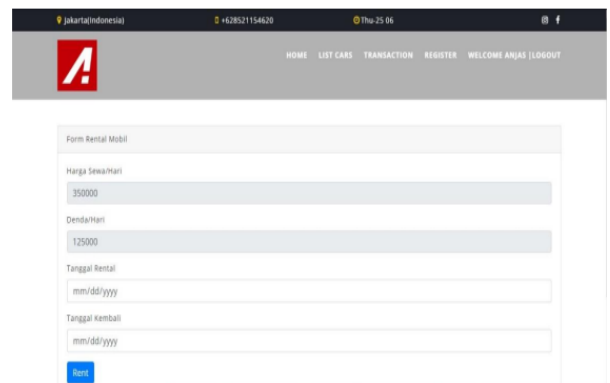 Jakarta(Indonesia) +628521154620 Thu-25 06
A.
HOME LIST CARS TRANSACTION REGISTER WELCOME ANJAS |LOGOUT
Form Rental Mobil
Harga Sewa/Hari
350000
Denda/Hari
125000
Tanggal Rental
mm/dd/yyyy
Tanggal Kembali
mm/dd/yyyy
Rent